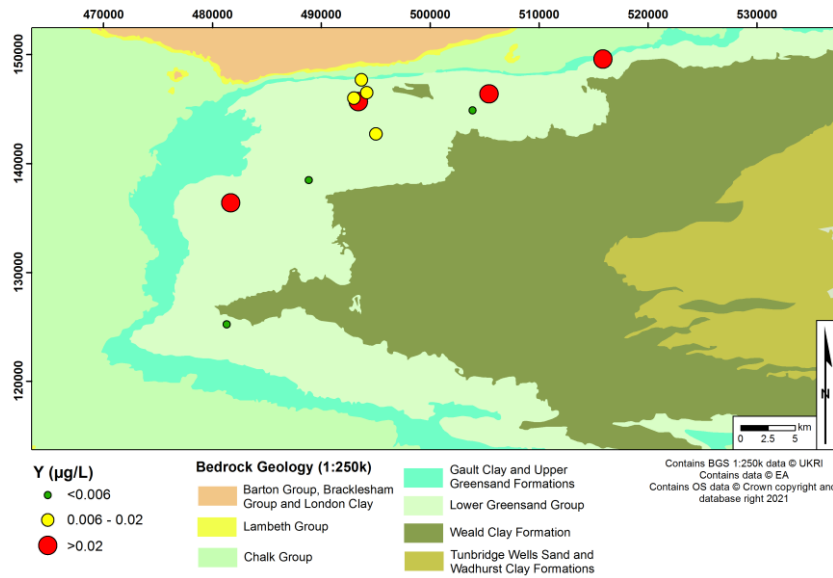 470000 480000 490000 500000 510000 520000 530000
150000
140000
130000
120000
N
0 2.5 5 km
Y (µg/L)
<0.006
0.006 - 0.02
>0.02
Bedrock Geology (1:250k)
Barton Group, Bracklesham
Group and London Clay
Lambeth Group
Chalk Group
Gault Clay and Upper
Greensand Formations
Lower Greensand Group
Weald Clay Formation
Tunbridge Wells Sand and
Wadhurst Clay Formations
Contains BGS 1:250k data © UKRI
Contains data © EA
Contains OS data © Crown copyright and
database right 2021